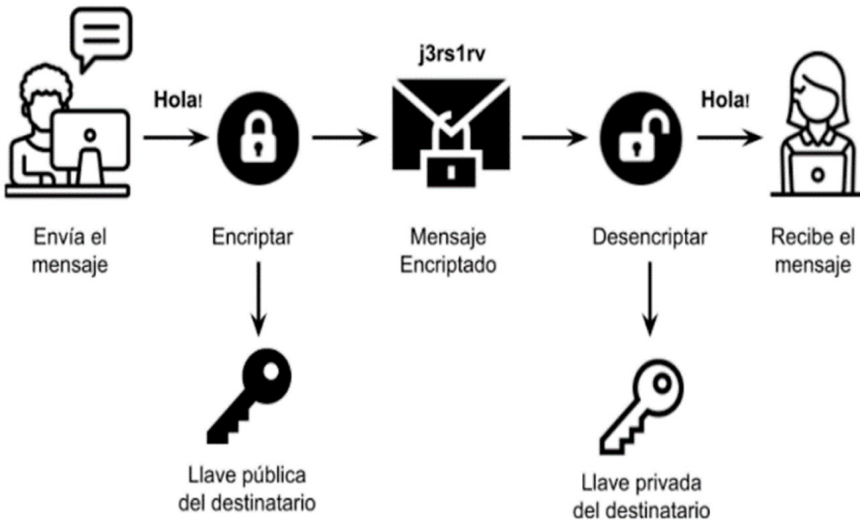 j3rs1rv
Hola!
Hola!
Envía el
mensaje
Encriptar
Mensaje
Encriptado
Desencriptar
Recibe el
mensaje
Llave pública
del destinatario
Llave privada
del destinatario